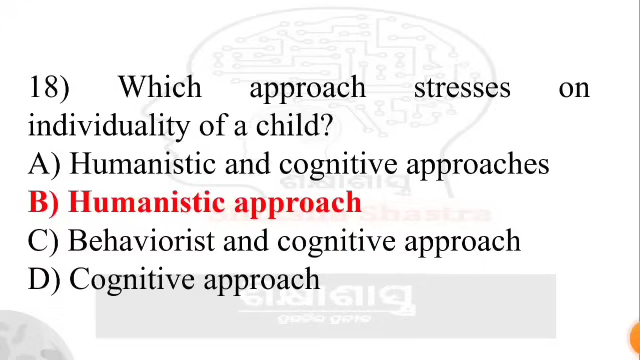 18) Which approach stresses on
individuality of a child?
A) Humanistic and cognitive approaches
B) Humanistic approach
C) Behaviorist and cognitive approach
D) Cognitive approach